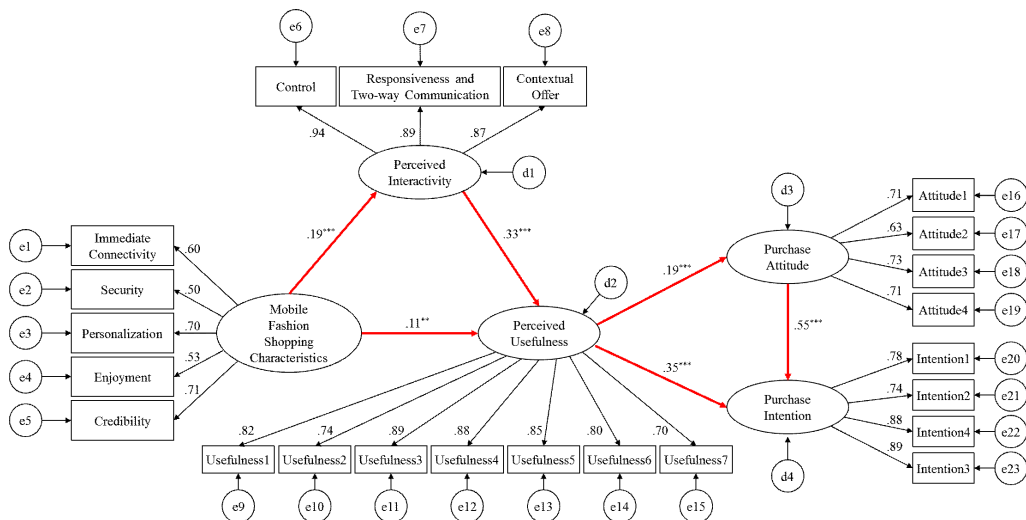 e6
e7
e8
Control
Responsiveness and
Two-way Communication
Contextual
Offer
.94
.89
.87
Perceived
Interactivity
d1
d3
.19***
.33***
e1
Immediate
Connectivity
.60
e2
Security
.50
e3
Personalization
.70
e4
Enjoyment
.53
e5
Credibility
.71
Mobile
Fashion
Shopping
Characteristics
.11**
d2
Perceived
Usefulness
.19***
.35***
Purchase
Attitude
.71
Attitude1
e16
.63
Attitude2
e17
.73
Attitude3
e18
.71
Attitude4
e19
.55***
Purchase
Intention
d4
.78
Intention1
e20
.74
Intention2
e21
.88
Intention4
e22
.89
Intention3
e23
.82
.74
.89
.88
.85
.80
.70
Usefulness1
Usefulness2
Usefulness3
Usefulness4
Usefulness5
Usefulness6
Usefulness7
e9
e10
e11
e12
e13
e14
e15